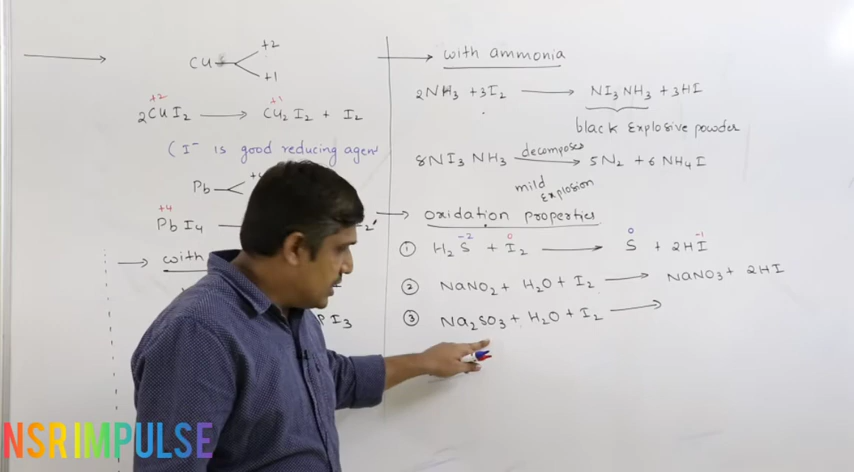 Cu +2
+1
+2 +1
2CuI2 ⟶ Cu2I2 + I2
(I⁻ is good reducing agent
Pb +4
+4
PbI4
with
PI3
with ammonia
2NH3 + 3I2 ⟶ NI3NH3 + 3HI
black explosive powder
8NI3NH3 decomposes ⟶ 5N2 + 6NH4I
mild explosion
oxidation properties
-2 0 0 -1
① H2S + I2 ⟶ S + 2HI
② NaNO2 + H2O + I2 ⟶ NaNO3 + 2HI
③ Na2SO3 + H2O + I2 ⟶
NSRIMPULSE